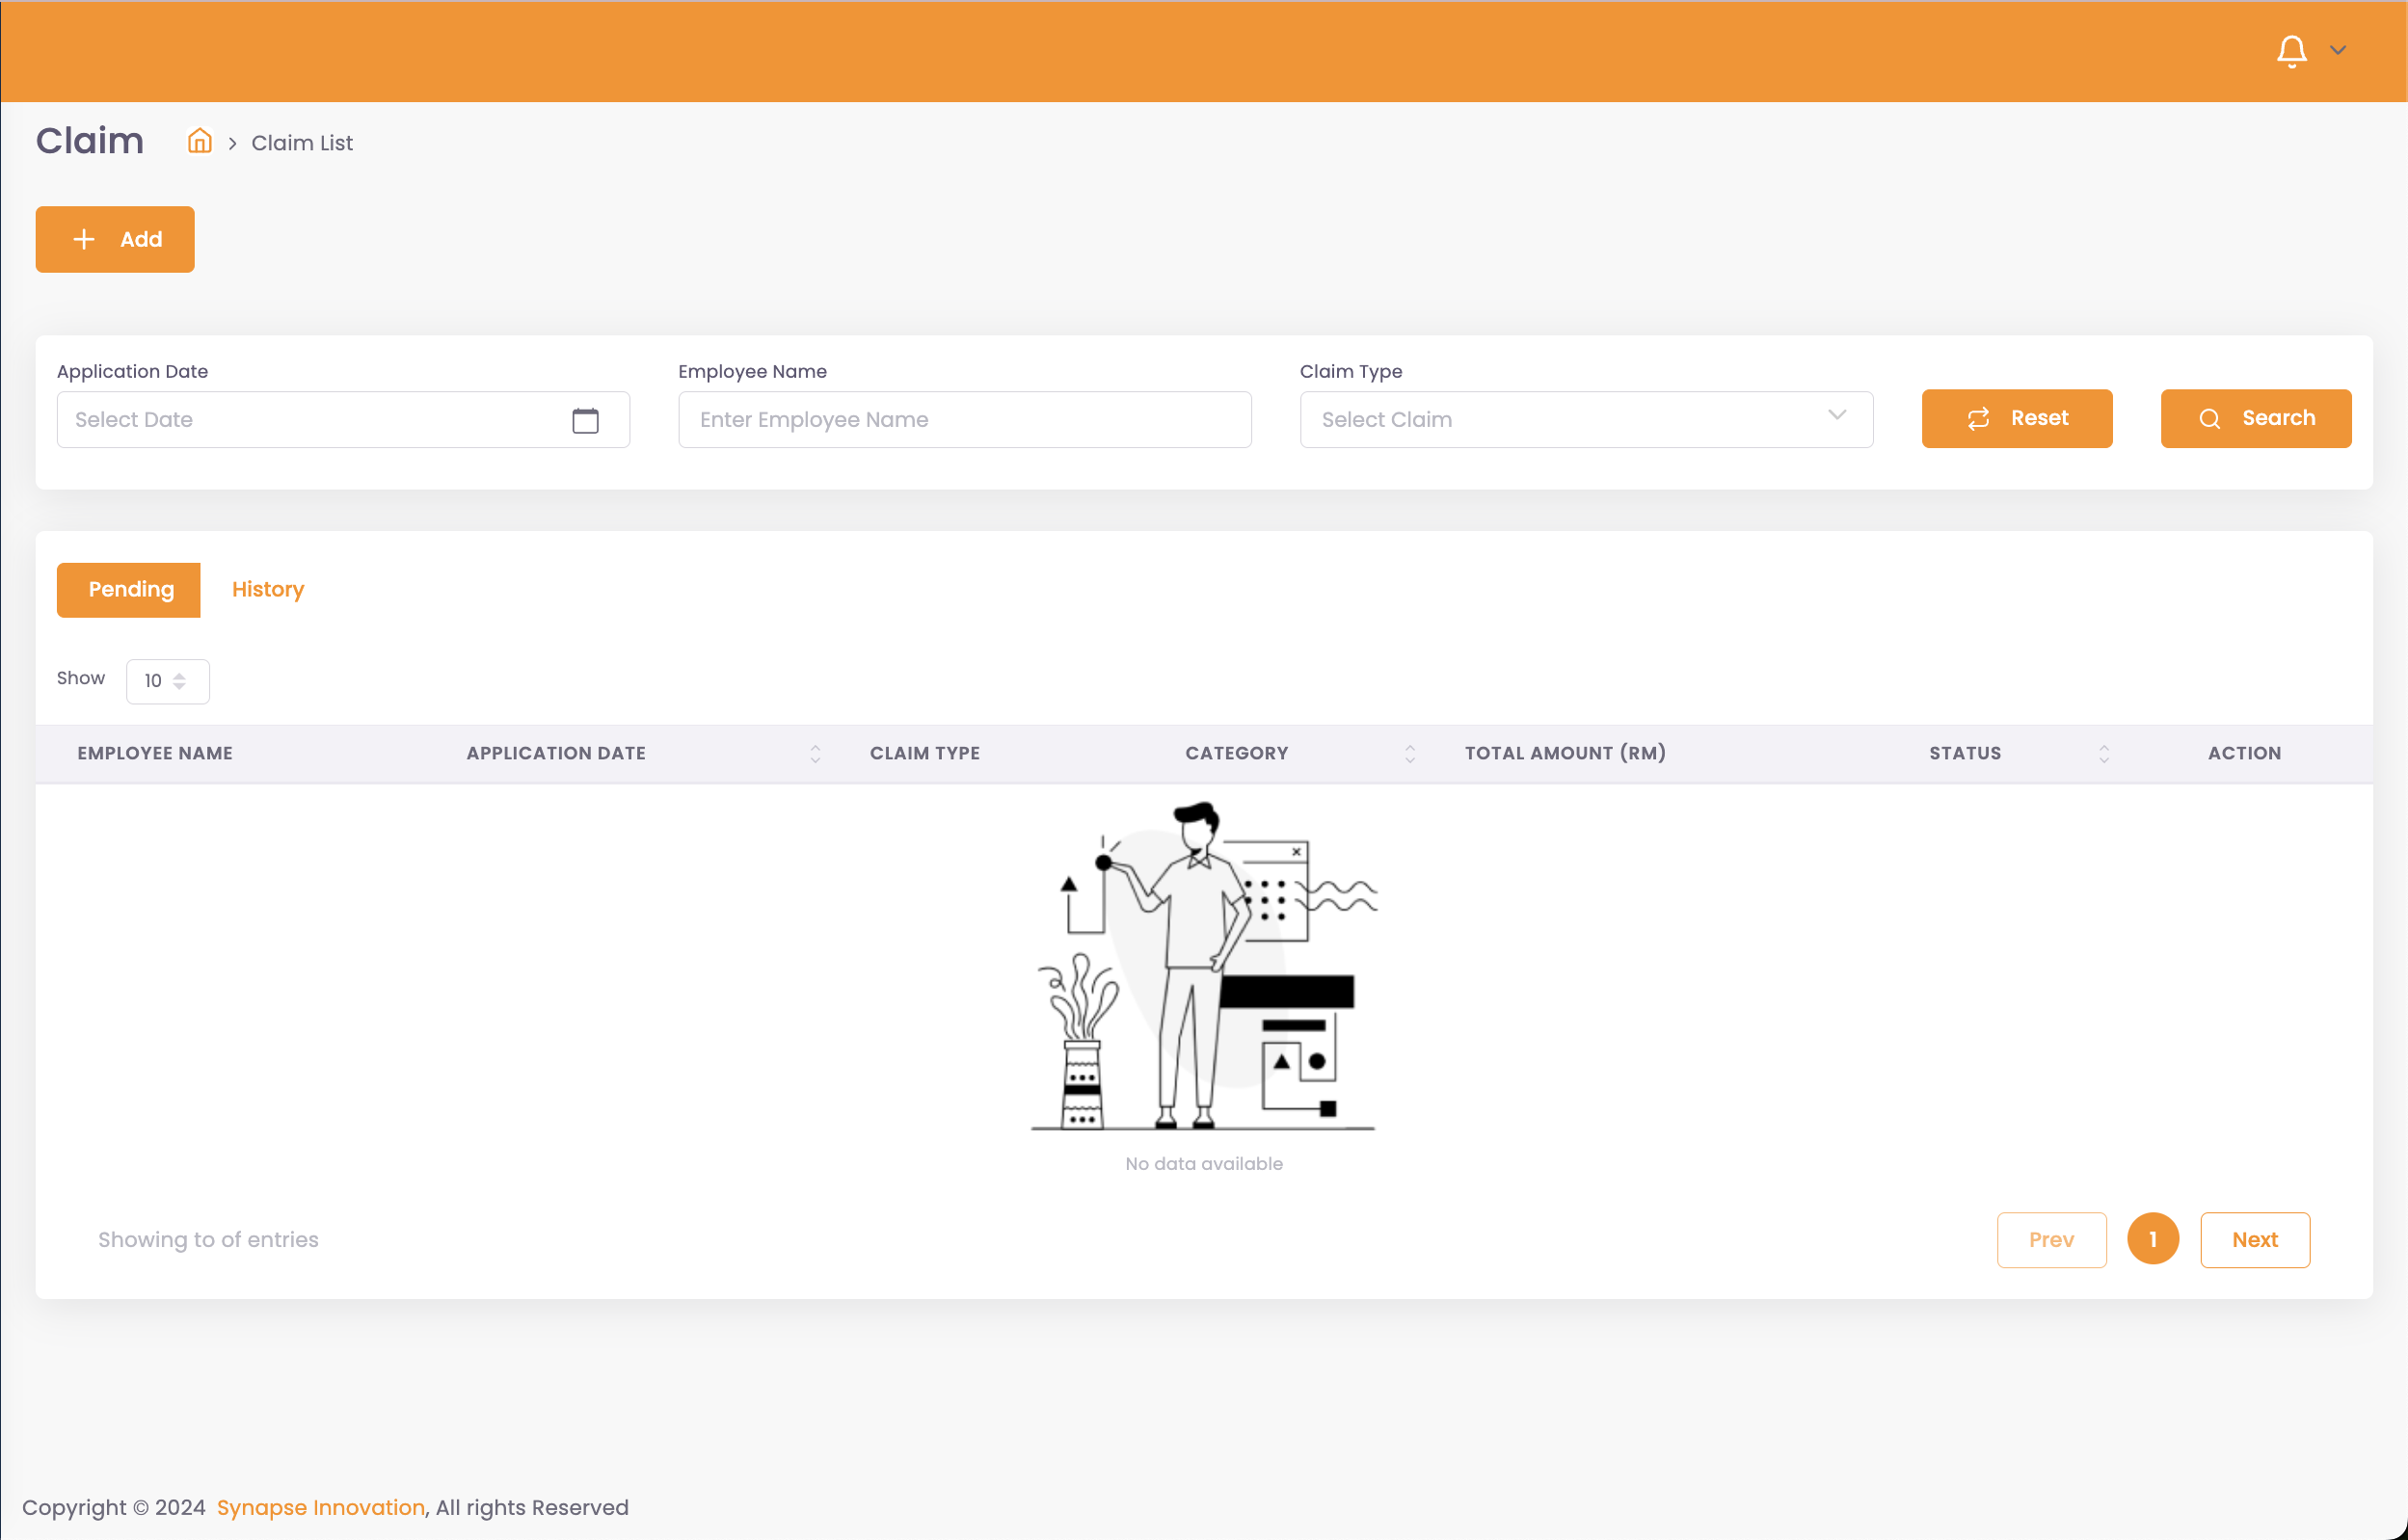 Claim
Claim List
Add
Application Date
Employee Name
Claim Type
Select Date
Enter Employee Name
Select Claim
Reset
Search
Pending
History
Show
10
EMPLOYEE NAME
APPLICATION DATE
CLAIM TYPE
CATEGORY
TOTAL AMOUNT (RM)
STATUS
ACTION
No data available
Showing to of entries
Prev
1
Next
Copyright © 2024 Synapse Innovation, All rights Reserved